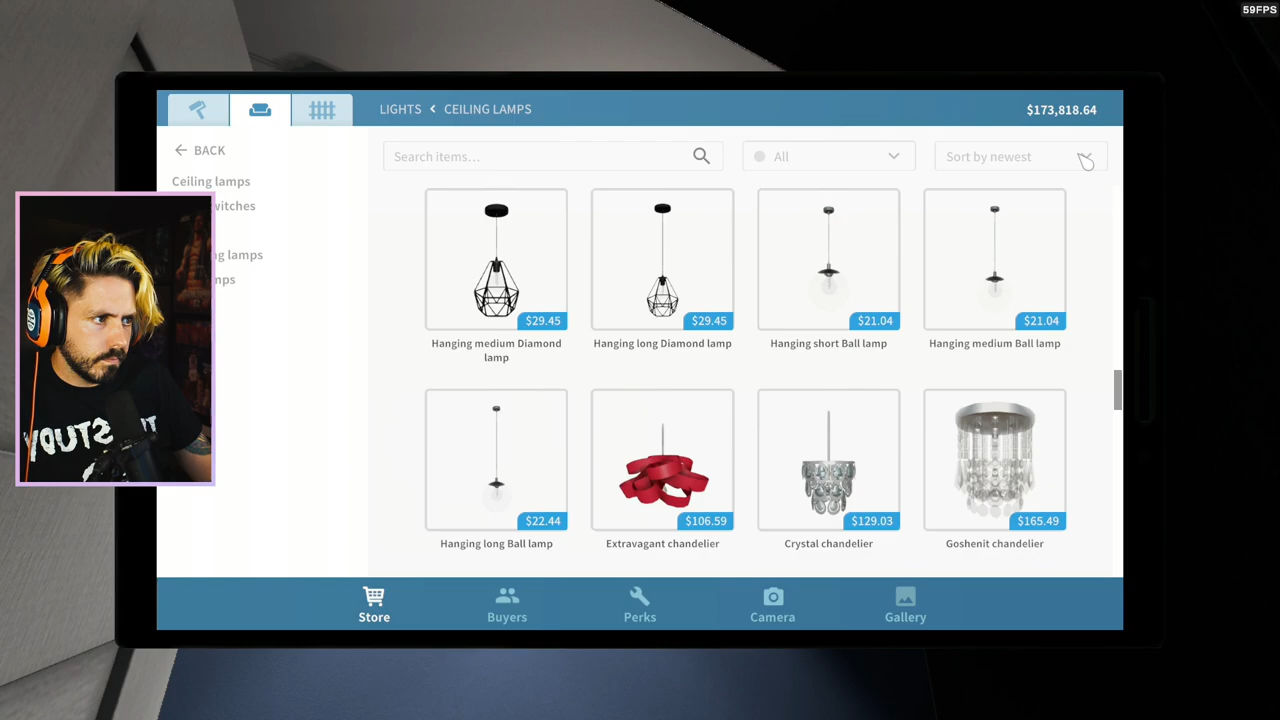 59FPS
LIGHTS < CEILING LAMPS
$173,818.64
BACK
Search items...
All
Sort by newest
Ceiling lamps
witches
g lamps
mps
$29.45
$29.45
$21.04
$21.04
Hanging medium Diamond
lamp
Hanging long Diamond lamp
Hanging short Ball lamp
Hanging medium Ball lamp
$22.44
$106.59
$129.03
$165.49
Hanging long Ball lamp
Extravagant chandelier
Crystal chandelier
Goshenit chandelier
Store
Buyers
Perks
Camera
Gallery